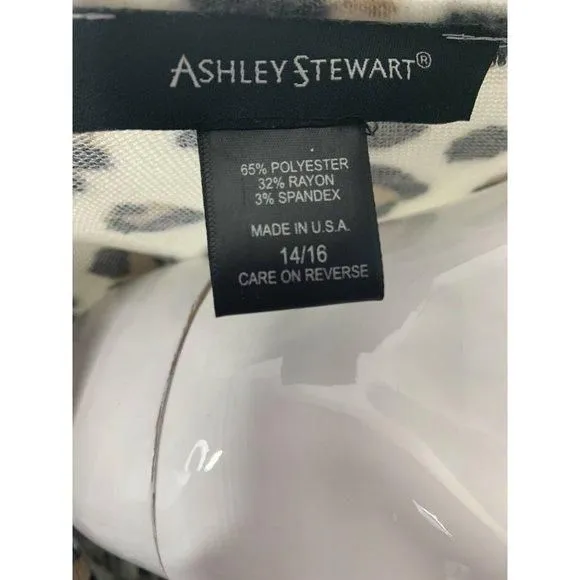 ASHLEY STEWART®
65% POLYESTER
32% RAYON
3% SPANDEX
MADE IN U.S.A.
14/16
CARE ON REVERSE